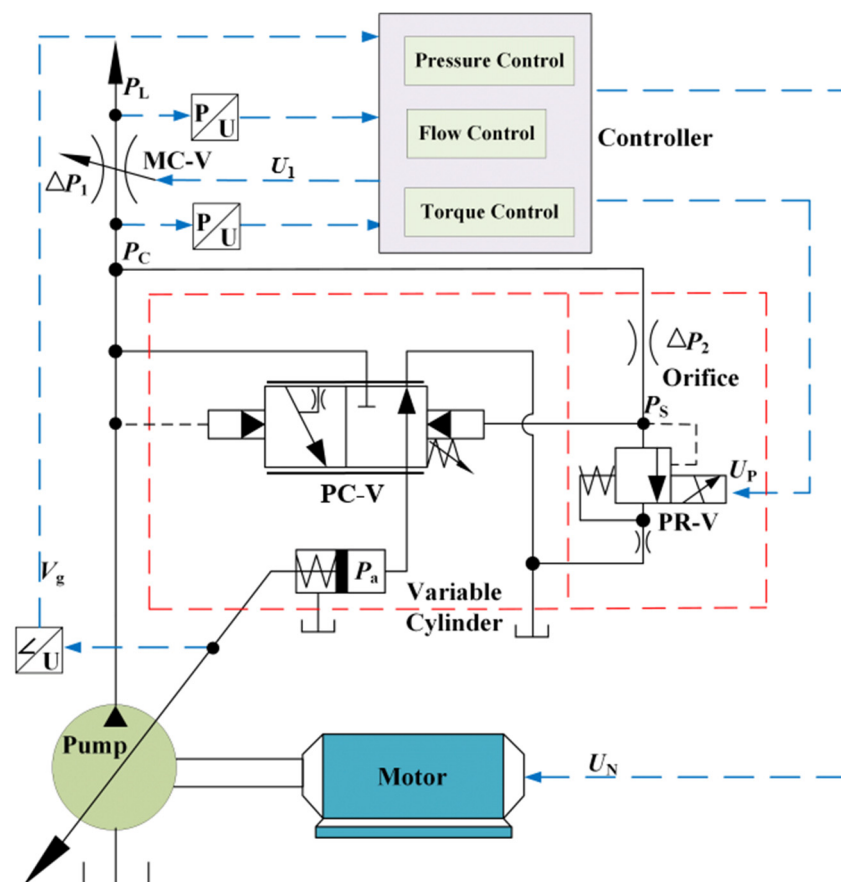 Pressure Control
P_L
P
U
Flow Control
Controller
MC-V
U_1
△P_1
Torque Control
P
U
P_C
△P_2
Orifice
P_S
U_P
PC-V
PR-V
P_a
V_g
Variable
Cylinder
∠
U
Pump
Motor
U_N